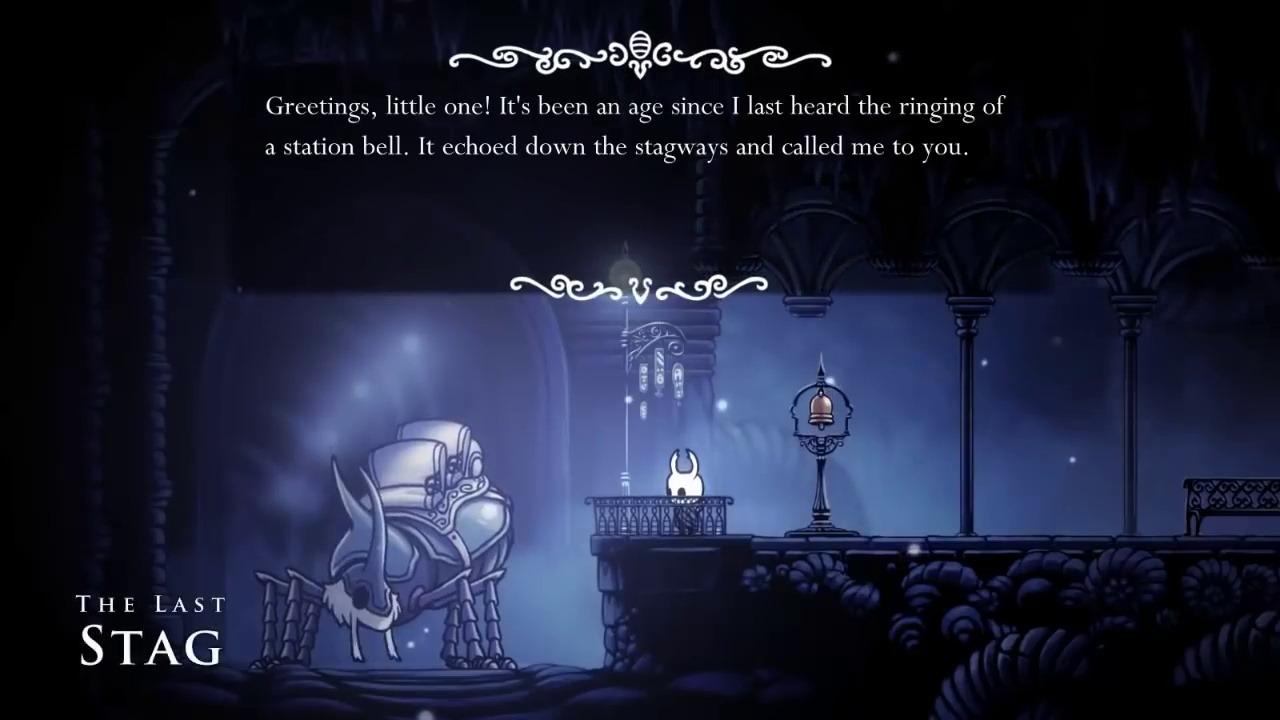 Greetings, little one! It's been an age since I last heard the ringing of
a station bell. It echoed down the stagways and called me to you.
The Last
Stag